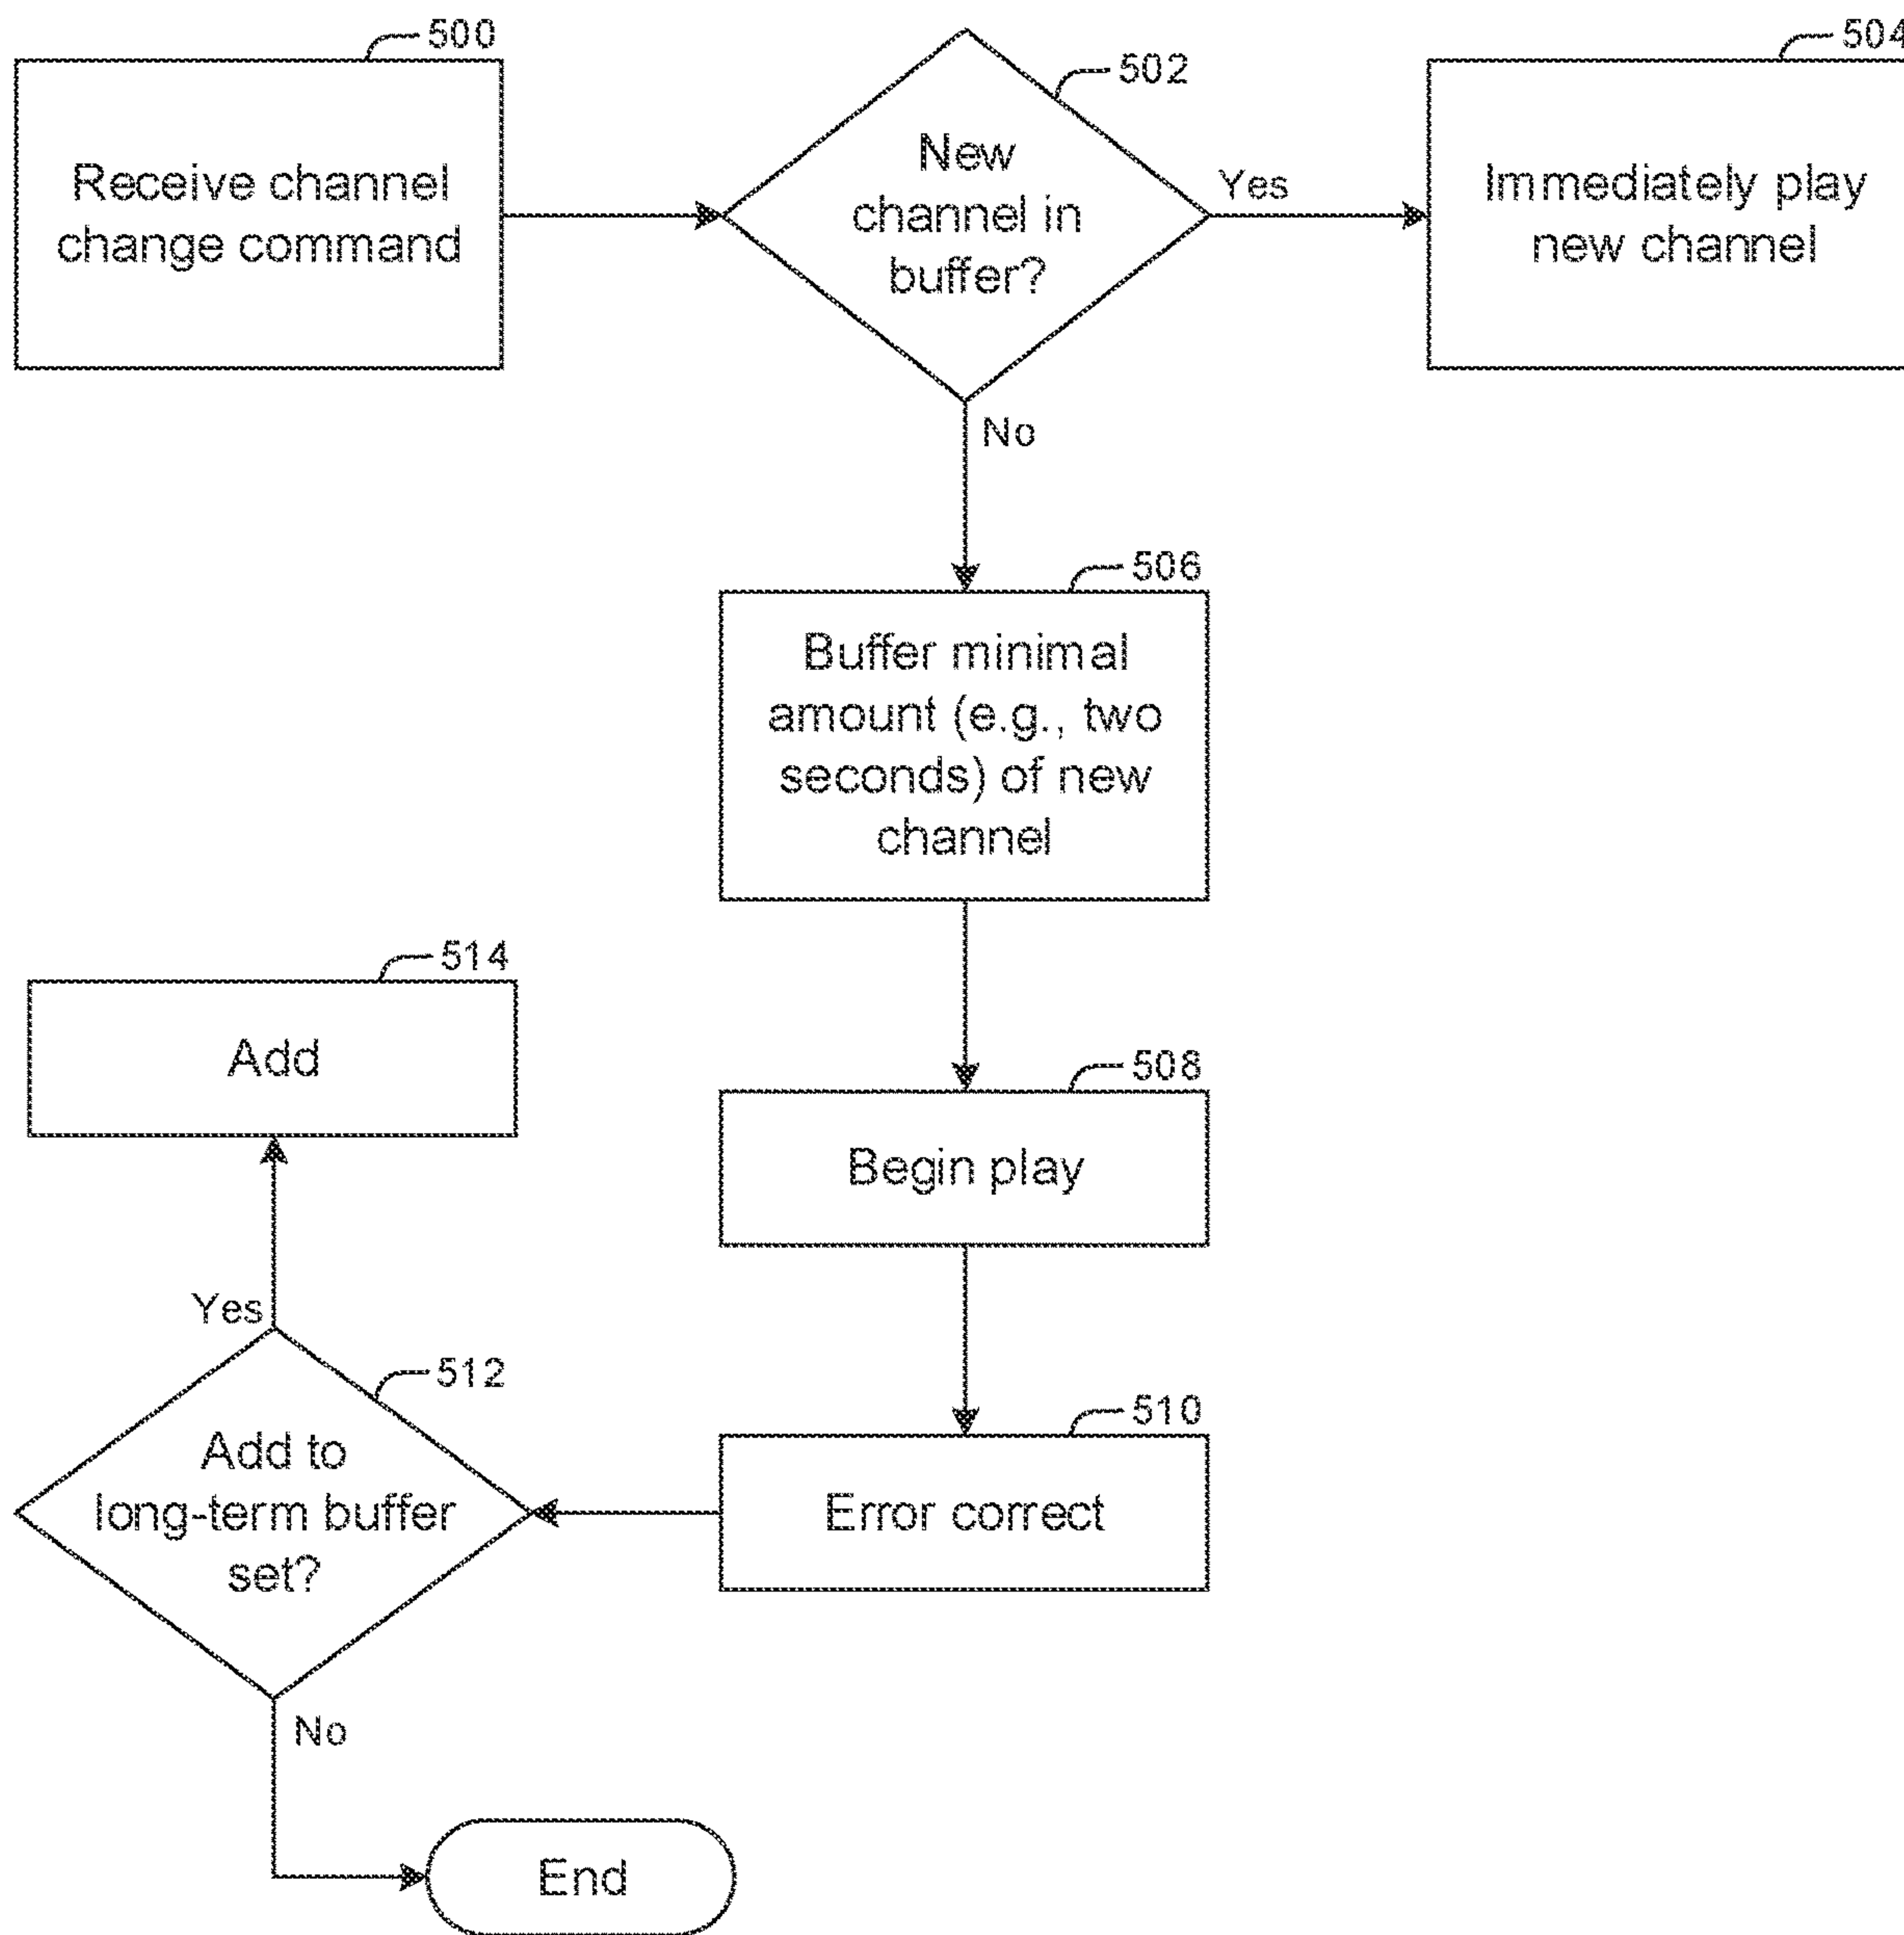 500
Receive channel
change command
502
New
channel in
buffer?
Yes
504
Immediately play
new channel
No
506
Buffer minimal
amount (e.g., two
seconds) of new
channel
508
Begin play
510
Error correct
512
Add to
long-term buffer
set?
Yes
514
Add
No
End